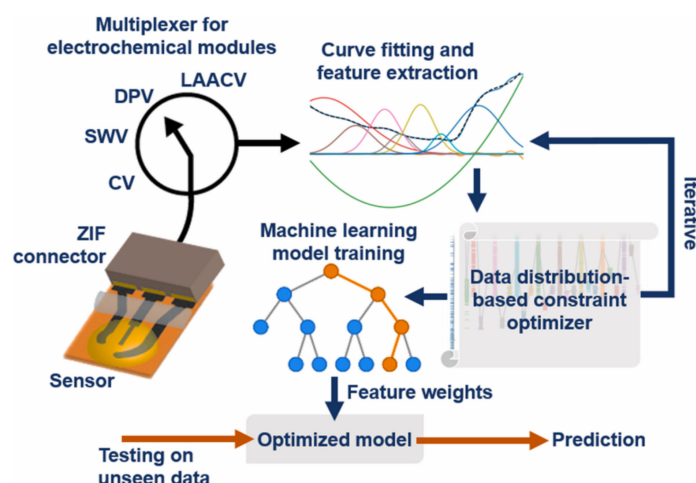 Multiplexer for
electrochemical modules
LAACV
DPV
SWV
CV
Curve fitting and
feature extraction
Iterative
ZIF
connector
Sensor
Machine learning
model training
Data distribution-
based constraint
optimizer
Feature weights
Testing on
unseen data
Optimized model
Prediction